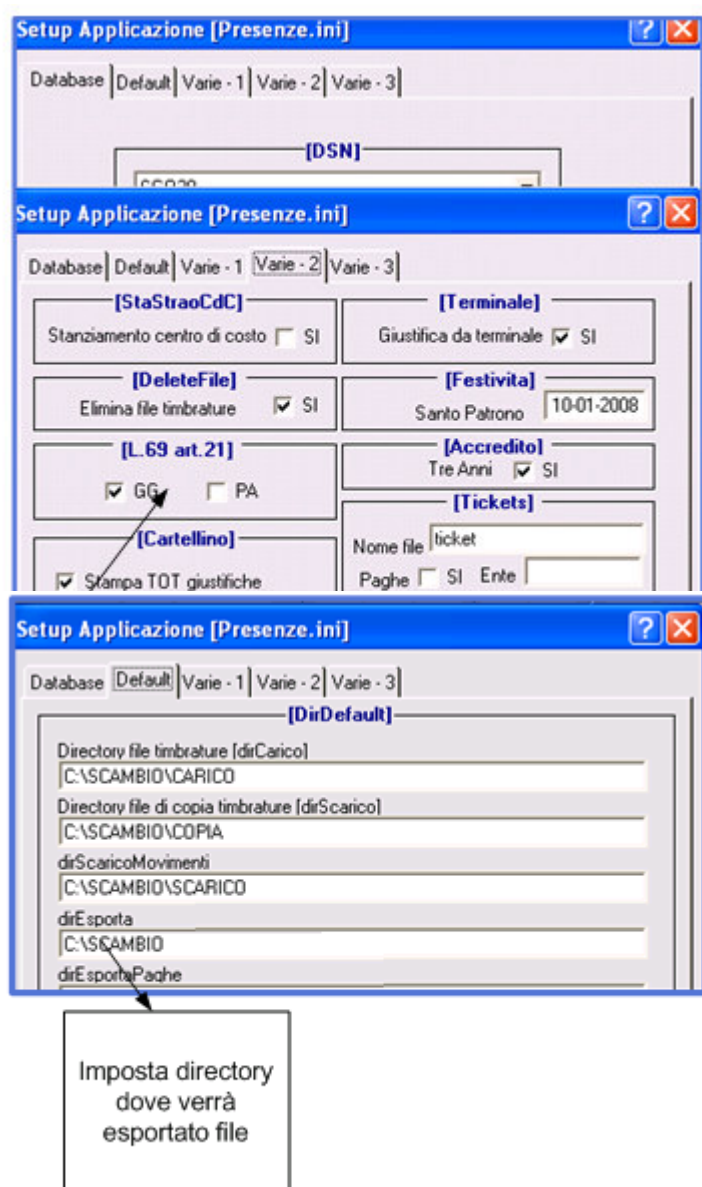 Setup Applicazione [Presenze.ini]
Database Default Varie - 1 Varie - 2 Varie - 3
[DSN]
Setup Applicazione [Presenze.ini]
Database Default Varie - 1 Varie - 2 Varie - 3
[StaStraoCdC]
Stanziamento centro di costo SI
[Terminale]
Giustifica da terminale SI
[DeleteFile]
Elimina file timbrature SI
[Festivita]
Santo Patrono 10-01-2008
[L.69 art.21]
GG PA
[Accredito]
Tre Anni SI
[Cartellino]
Stampa TOT giustifiche
[Tickets]
Nome file ticket
Paghe SI Ente
Setup Applicazione [Presenze.ini]
Database Default Varie - 1 Varie - 2 Varie - 3
[DirDefault]
Directory file timbrature [dirCarico]
C:\SCAMBIO\CARICO
Directory file di copia timbrature [dirScarico]
C:\SCAMBIO\COPIA
dirScaricoMovimenti
C:\SCAMBIO\SCARICO
dirEsporta
C:\SCAMBIO
dirEsportaPaghe
Imposta directory
dove verrà
esportato file